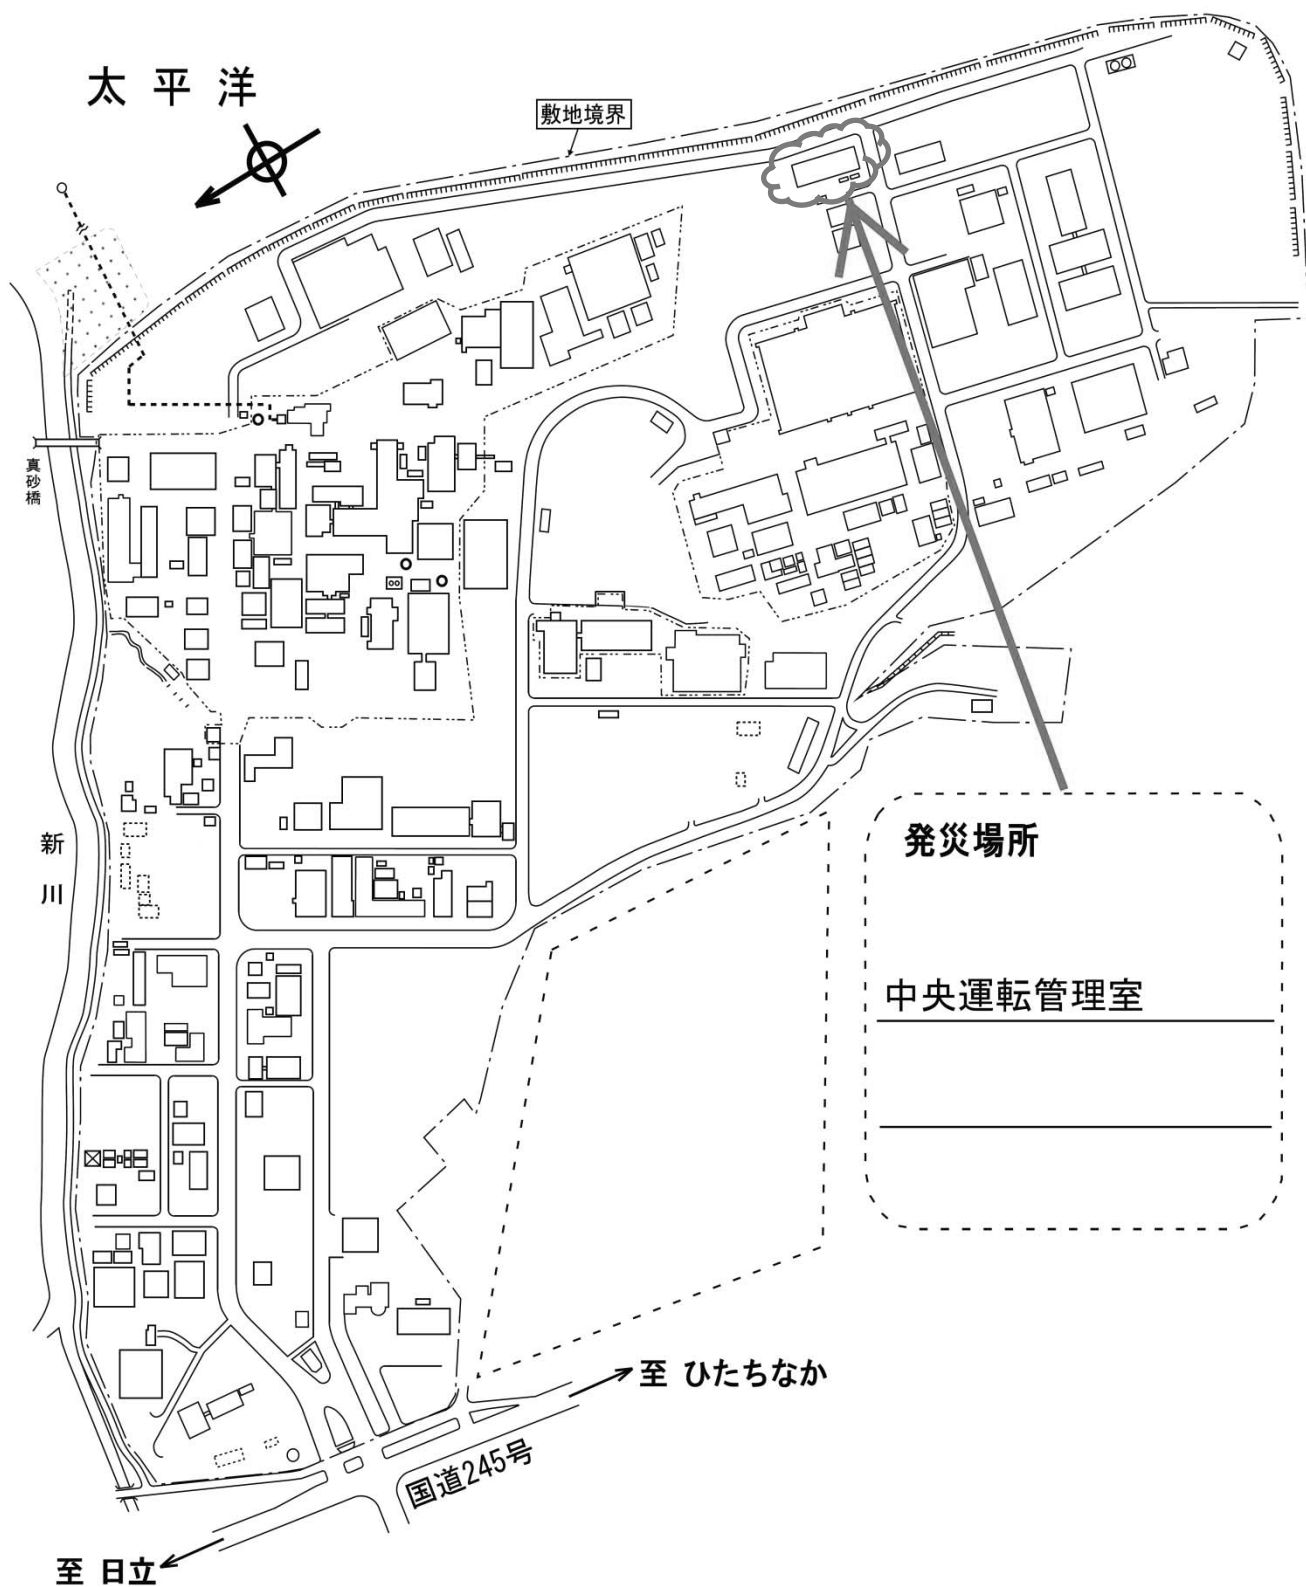 太平洋
敷地境界
真砂橋
新川
発災場所
中央運転管理室
至 ひたちなか
国道245号
至 日立